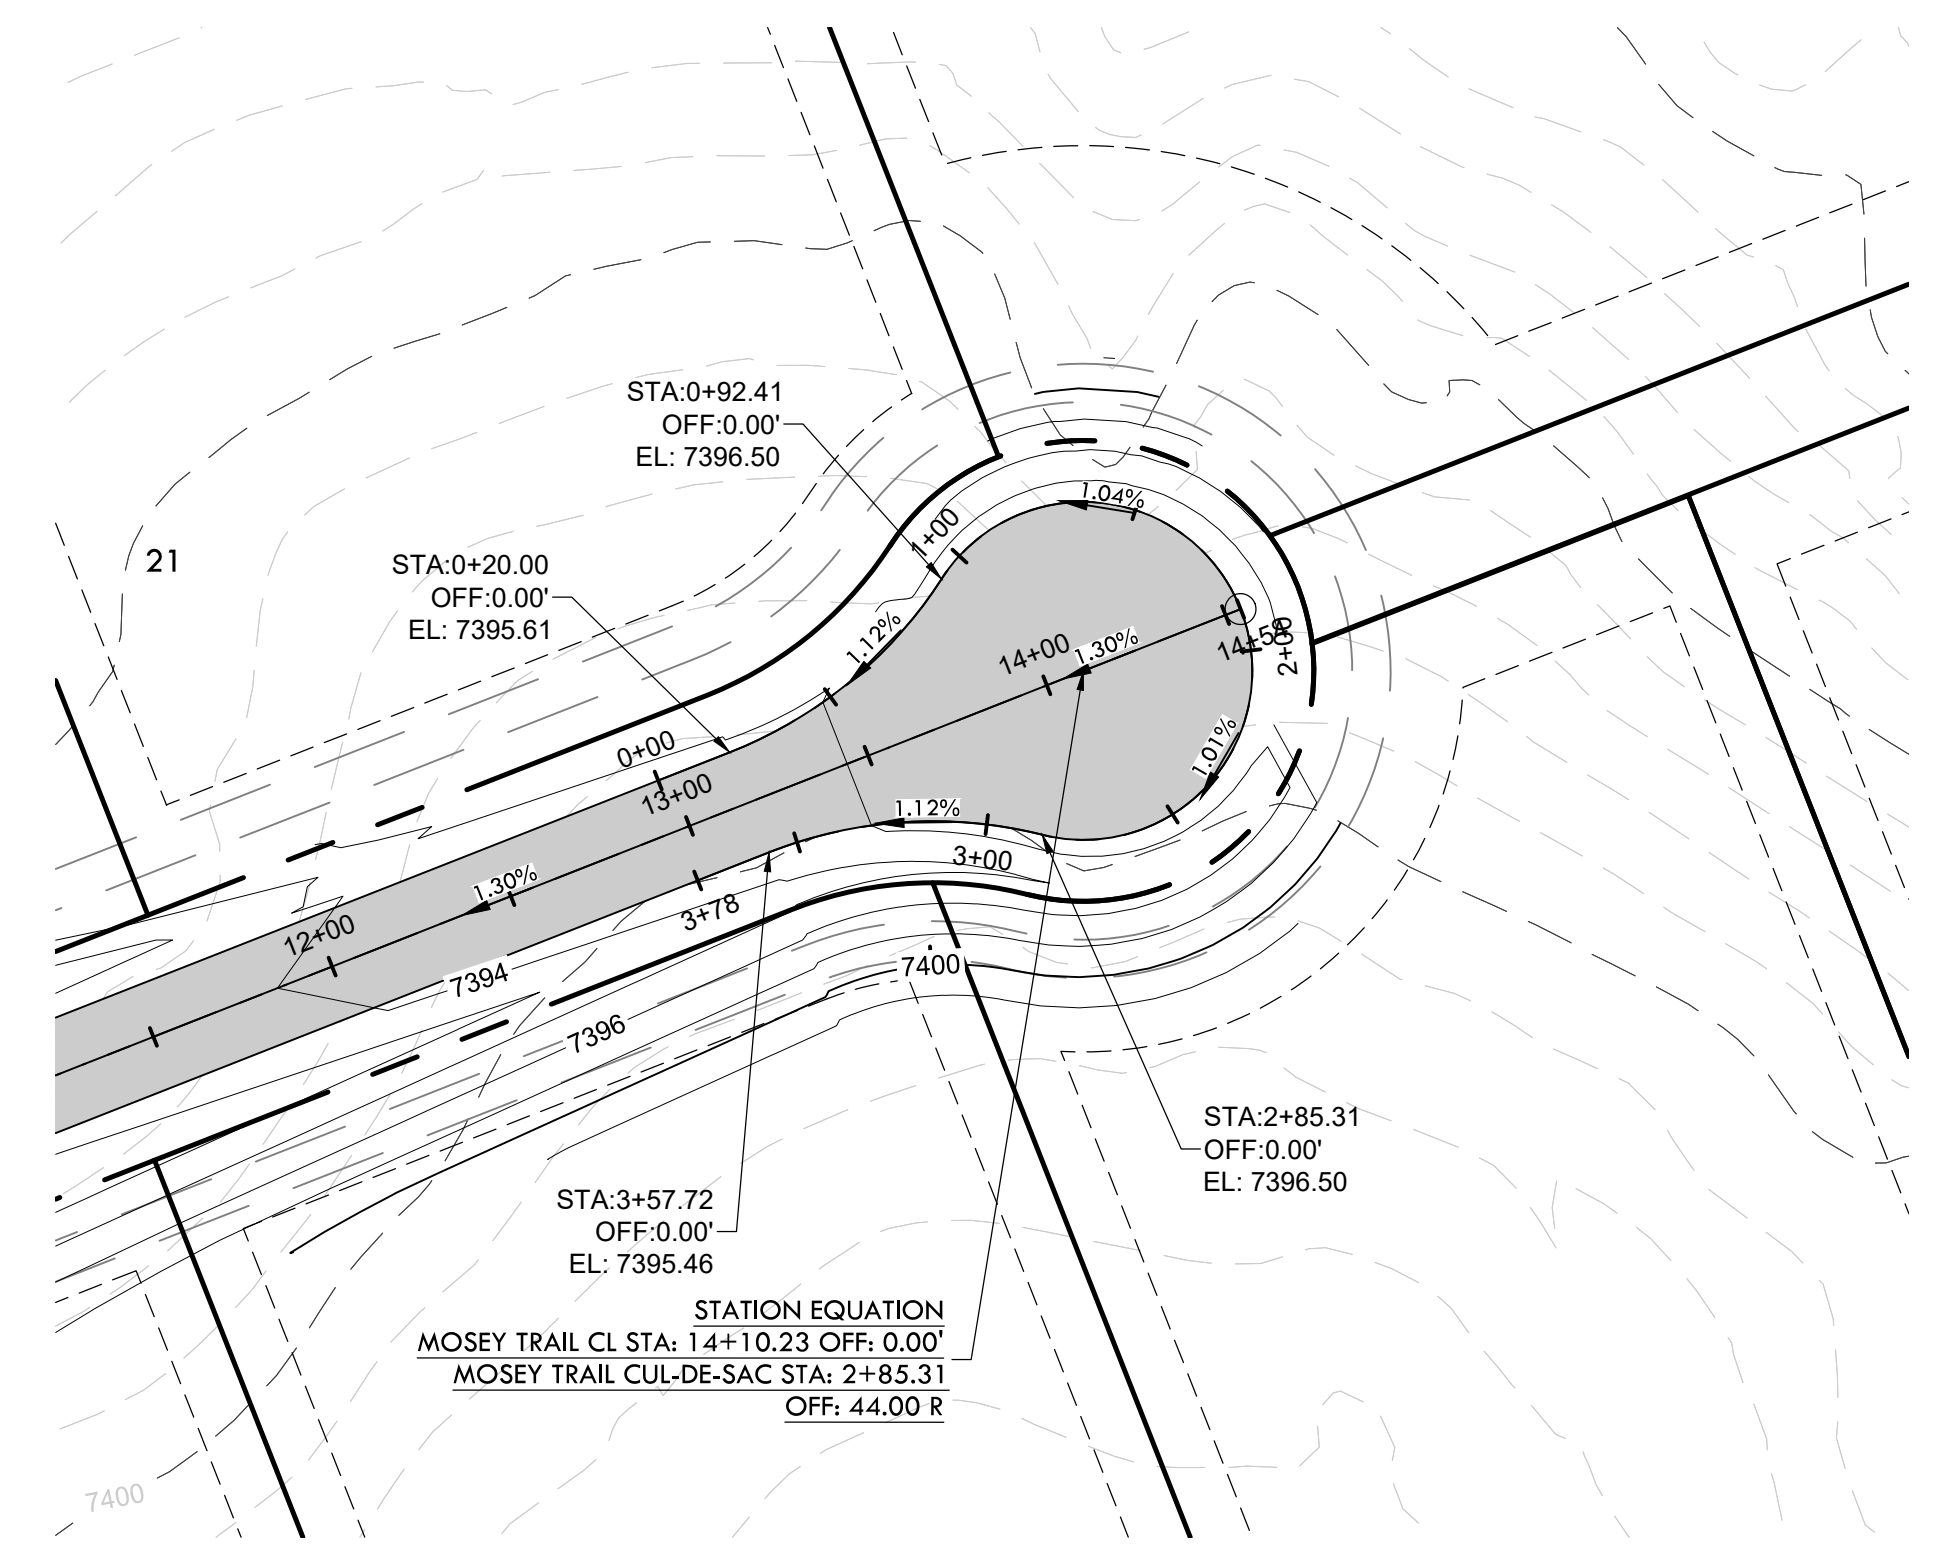 STA:0+92.41
OFF:0.00'
EL: 7396.50
1.04%
1+00
21
STA:0+20.00
OFF:0.00'
EL: 7395.61
1.12%
14+00
1.30%
14+54
2+00
0+00
13+00
1.01%
1.12%
3+00
1.30%
3+78
12+00
7394
7400
7396
STA:2+85.31
OFF:0.00'
EL: 7396.50
STA:3+57.72
OFF:0.00'
EL: 7395.46
STATION EQUATION
MOSEY TRAIL CL STA: 14+10.23 OFF: 0.00'
MOSEY TRAIL CUL-DE-SAC STA: 2+85.31
OFF: 44.00 R
7400